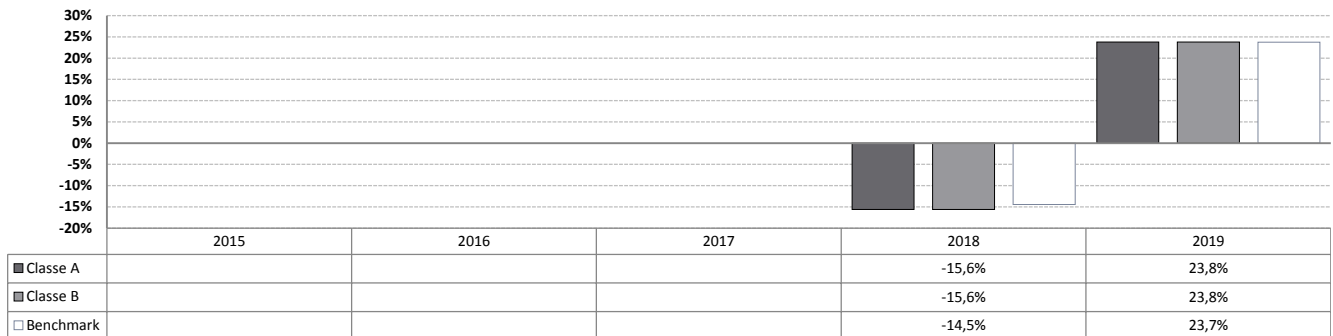 30%
25%
20%
15%
10%
5%
0%
-5%
-10%
-15%
-20%
2015 2016 2017 2018 2019
Classe A -15,6% 23,8%
Classe B -15,6% 23,8%
Benchmark -14,5% 23,7%